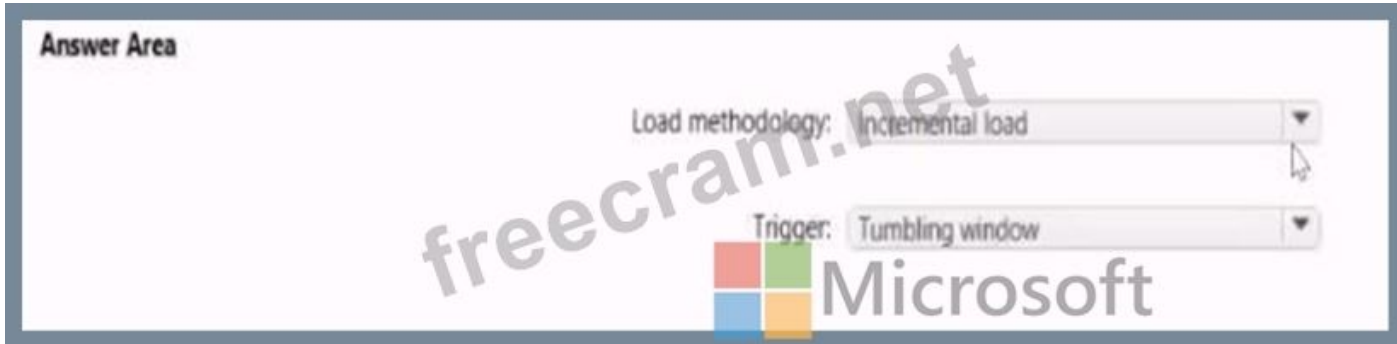 Answer Area
Load methodology: Incremental load
Trigger: Tumbling window
freecram.net
Microsoft